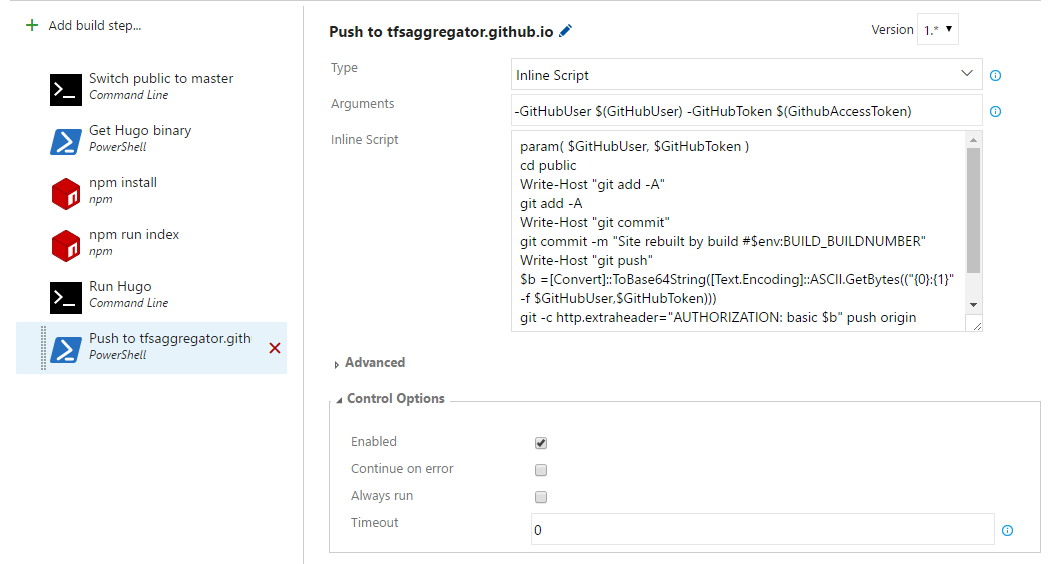 Add build step...
Switch public to master
Command Line
Get Hugo binary
PowerShell
npm install
npm
npm run index
npm
Run Hugo
Command Line
Push to tfsaggregator.gith
PowerShell
Push to tfsaggregator.github.io
Version 1.*
Type
Inline Script
Arguments
-GitHubUser $(GitHubUser) -GitHubToken $(GithubAccessToken)
Inline Script
param( $GitHubUser, $GitHubToken )
cd public
Write-Host "git add -A"
git add -A
Write-Host "git commit"
git commit -m "Site rebuilt by build #$env:BUILD_BUILDNUMBER"
Write-Host "git push"
$b =[Convert]::ToBase64String([Text.Encoding]::ASCII.GetBytes(("{0}:{1}"
-f $GitHubUser,$GitHubToken)))
git -c http.extraheader="AUTHORIZATION: basic $b" push origin
Advanced
Control Options
Enabled
Continue on error
Always run
Timeout
0